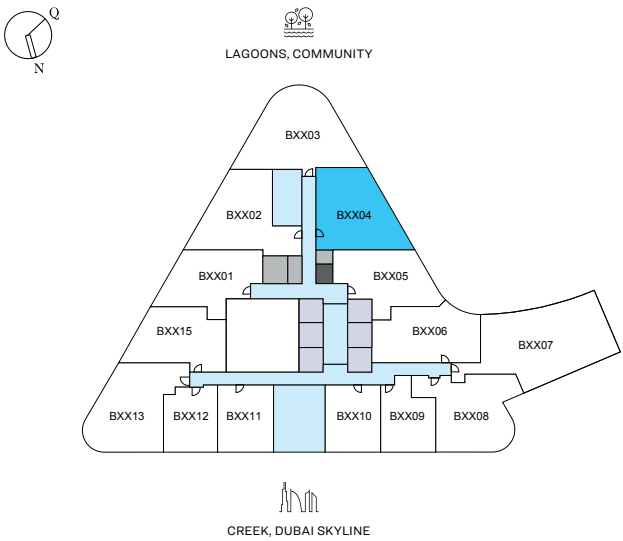 Q
N
LAGOONS, COMMUNITY
BXX03
BXX02
BXX04
BXX01
BXX05
BXX15
BXX06
BXX07
BXX13
BXX12
BXX11
BXX10
BXX09
BXX08
CREEK, DUBAI SKYLINE